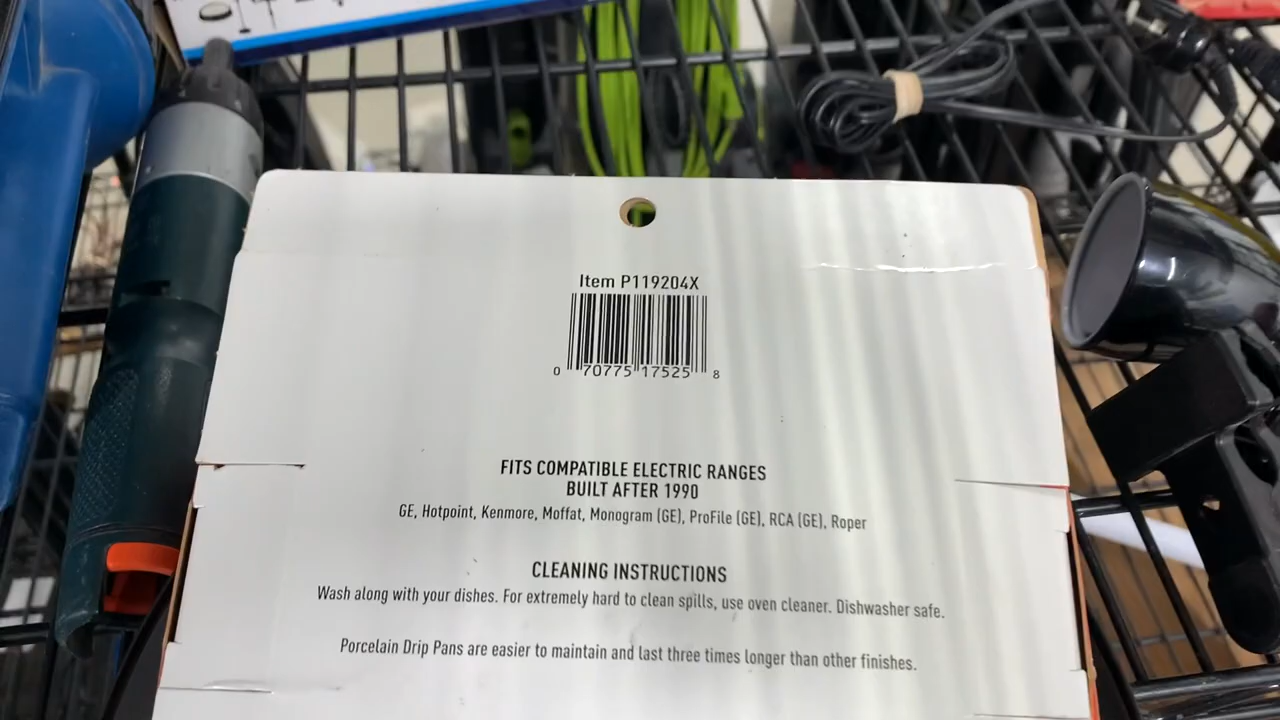 Item P119204X
0 70775 17525 8
FITS COMPATIBLE ELECTRIC RANGES
BUILT AFTER 1990
GE, Hotpoint, Kenmore, Moffat, Monogram (GE), ProFile (GE), RCA (GE), Roper
CLEANING INSTRUCTIONS
Wash along with your dishes. For extremely hard to clean spills, use oven cleaner. Dishwasher safe.
Porcelain Drip Pans are easier to maintain and last three times longer than other finishes.